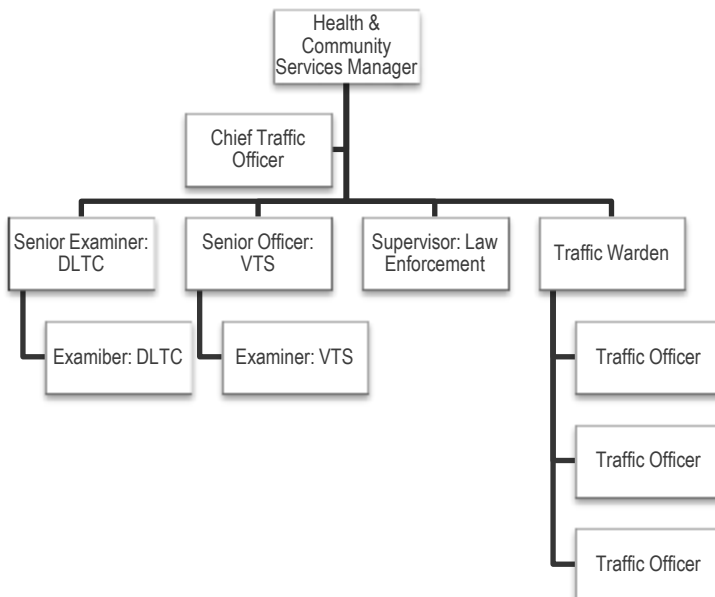 Health &
Community
Services Manager
Chief Traffic
Officer
Senior Examiner:
DLTC
Senior Officer:
VTS
Supervisor: Law
Enforcement
Traffic Warden
Examiber: DLTC
Examiner: VTS
Traffic Officer
Traffic Officer
Traffic Officer